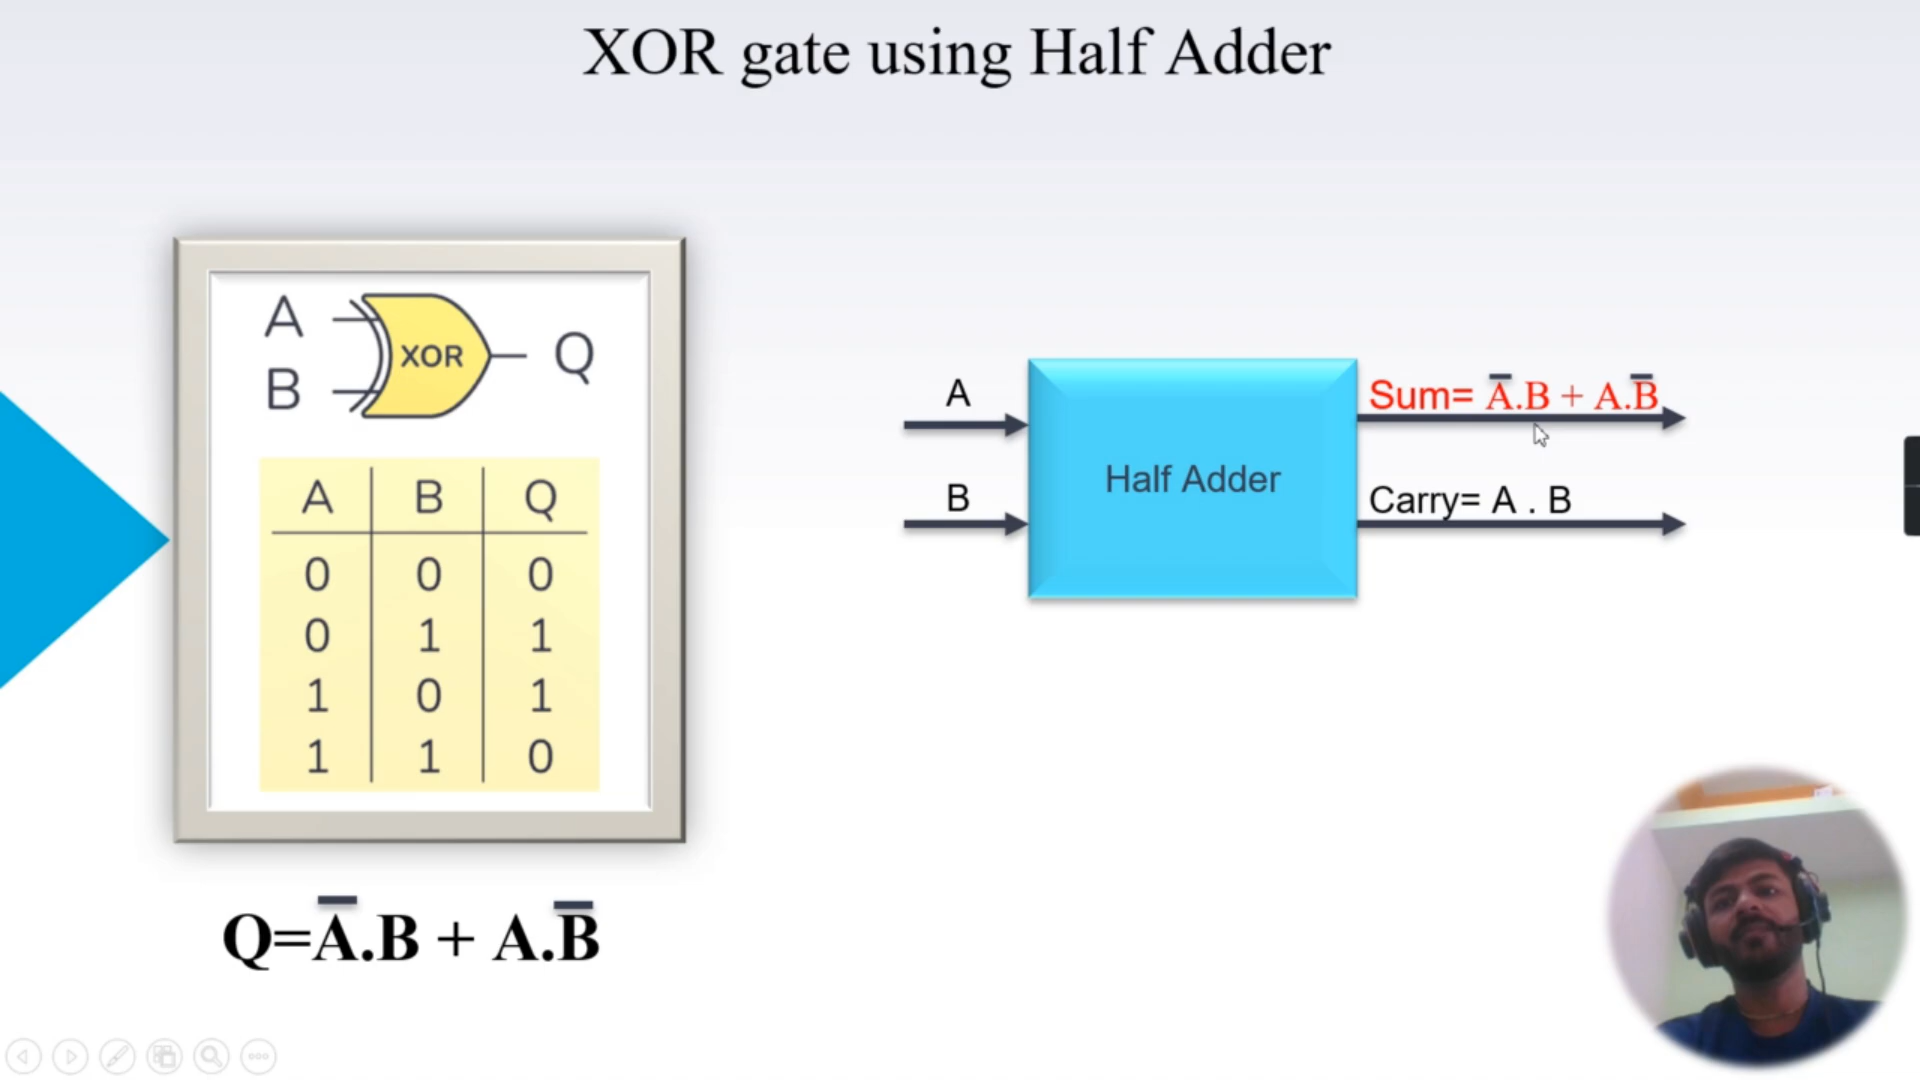 XOR gate using Half Adder
A
B
XOR
Q
A B Q
0 0 0
0 1 1
1 0 1
1 1 0
Q=A̅.B + A.B̅
A
B
Half Adder
Sum= A̅.B + A.B̅
Carry= A . B